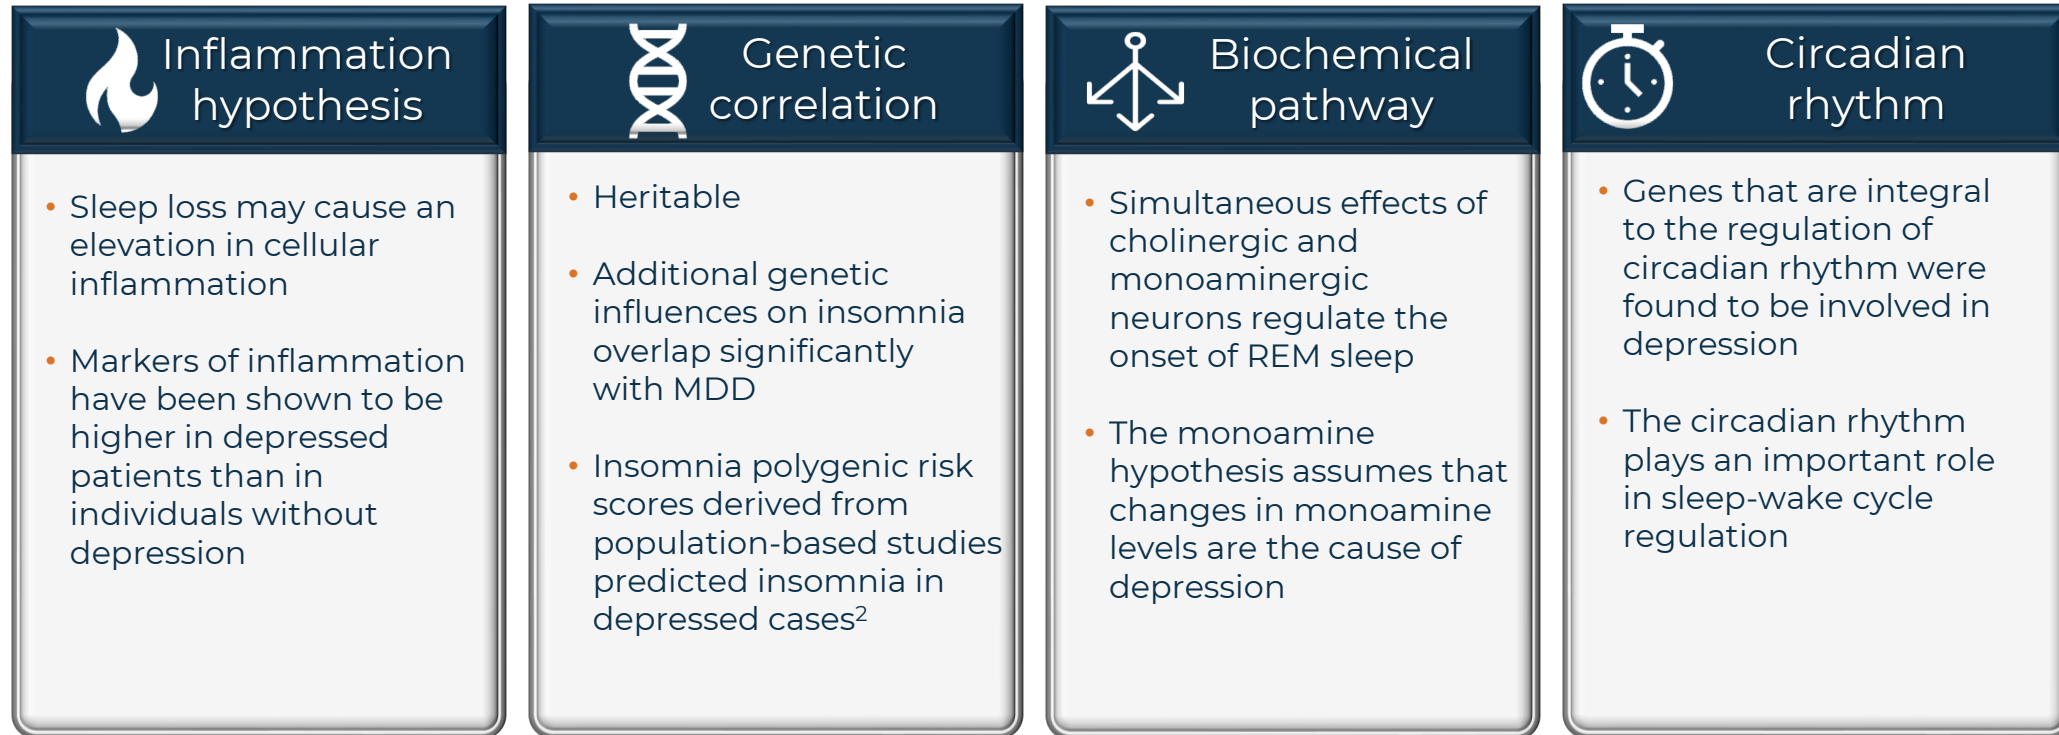 Inflammation
hypothesis
• Sleep loss may cause an
elevation in cellular
inflammation
• Markers of inflammation
have been shown to be
higher in depressed
patients than in
individuals without
depression
Genetic
correlation
• Heritable
• Additional genetic
influences on insomnia
overlap significantly
with MDD
• Insomnia polygenic risk
scores derived from
population-based studies
predicted insomnia in
depressed cases²
Biochemical
pathway
• Simultaneous effects of
cholinergic and
monoaminergic
neurons regulate the
onset of REM sleep
• The monoamine
hypothesis assumes that
changes in monoamine
levels are the cause of
depression
Circadian
rhythm
• Genes that are integral
to the regulation of
circadian rhythm were
found to be involved in
depression
• The circadian rhythm
plays an important role
in sleep-wake cycle
regulation